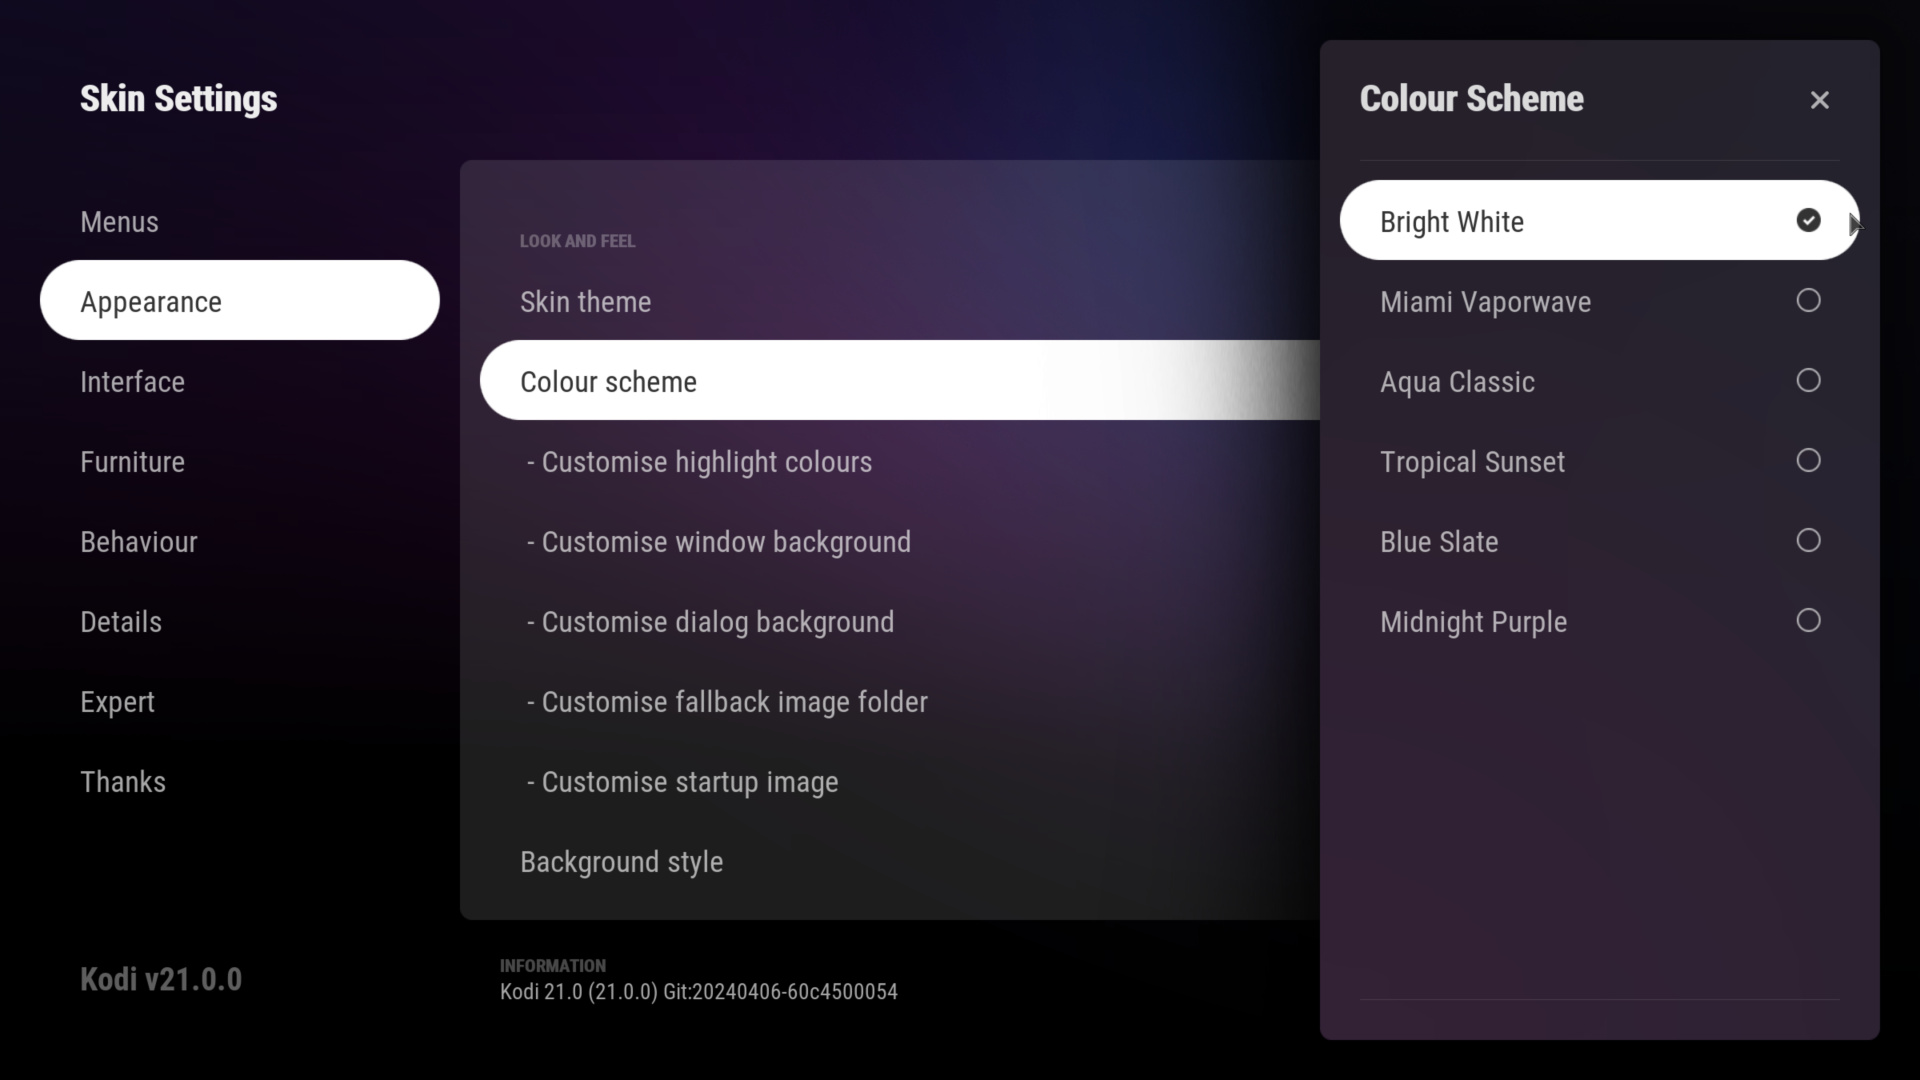 Skin Settings
Menus
Appearance
Interface
Furniture
Behaviour
Details
Expert
Thanks
Kodi v21.0.0
LOOK AND FEEL
Skin theme
Colour scheme
- Customise highlight colours
- Customise window background
- Customise dialog background
- Customise fallback image folder
- Customise startup image
Background style
INFORMATION
Kodi 21.0 (21.0.0) Git:20240406-60c4500054
Colour Scheme
Bright White
Miami Vaporwave
Aqua Classic
Tropical Sunset
Blue Slate
Midnight Purple